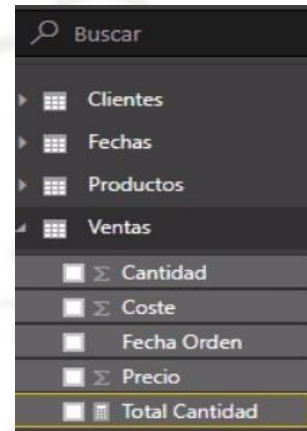 Buscar
Clientes
Fechas
Productos
Ventas
Σ Cantidad
Σ Coste
Fecha Orden
Σ Precio
Total Cantidad